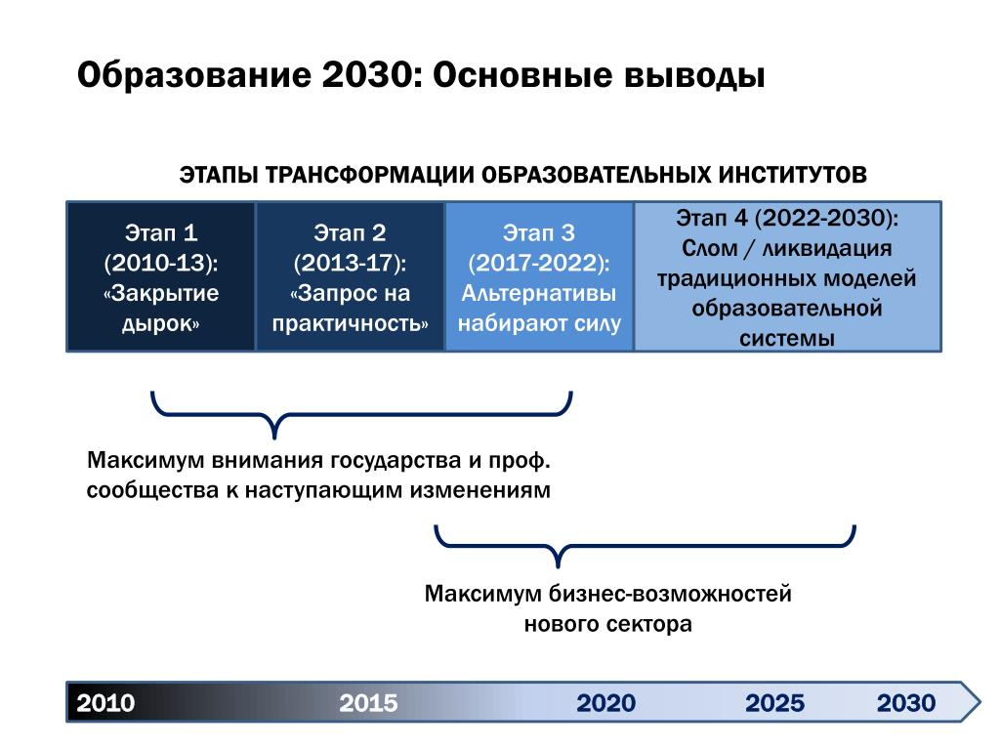 Образование 2030: Основные выводы
ЭТАПЫ ТРАНСФОРМАЦИИ ОБРАЗОВАТЕЛЬНЫХ ИНСТИТУТОВ
Этап 1
(2010-13):
«Закрытие
дырок»
Этап 2
(2013-17):
«Запрос на
практичность»
Этап 3
(2017-2022):
Альтернативы
набирают силу
Этап 4 (2022-2030):
Слом / ликвидация
традиционных моделей
образовательной
системы
Максимум внимания государства и проф.
сообщества к наступающим изменениям
Максимум бизнес-возможностей
нового сектора
2010 2015 2020 2025 2030